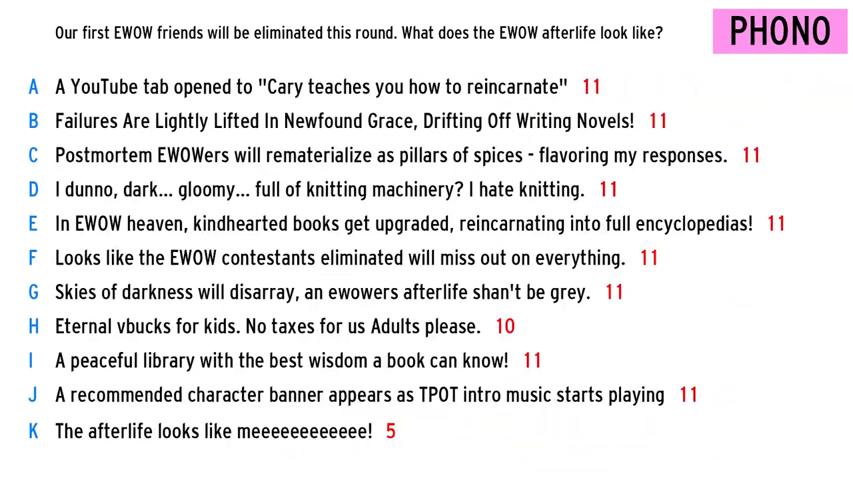 Our first EWOW friends will be eliminated this round. What does the EWOW afterlife look like?
PHONO
A A YouTube tab opened to "Cary teaches you how to reincarnate" 11
B Failures Are Lightly Lifted In Newfound Grace, Drifting Off Writing Novels! 11
C Postmortem EWOWers will rematerialize as pillars of spices - flavoring my responses. 11
D I dunno, dark... gloomy... full of knitting machinery? I hate knitting. 11
E In EWOW heaven, kindhearted books get upgraded, reincarnating into full encyclopedias! 11
F Looks like the EWOW contestants eliminated will miss out on everything. 11
G Skies of darkness will disarray, an ewowers afterlife shan't be grey. 11
H Eternal vbucks for kids. No taxes for us Adults please. 10
I A peaceful library with the best wisdom a book can know! 11
J A recommended character banner appears as TPOT intro music starts playing 11
K The afterlife looks like meeeeeeeeeeee! 5